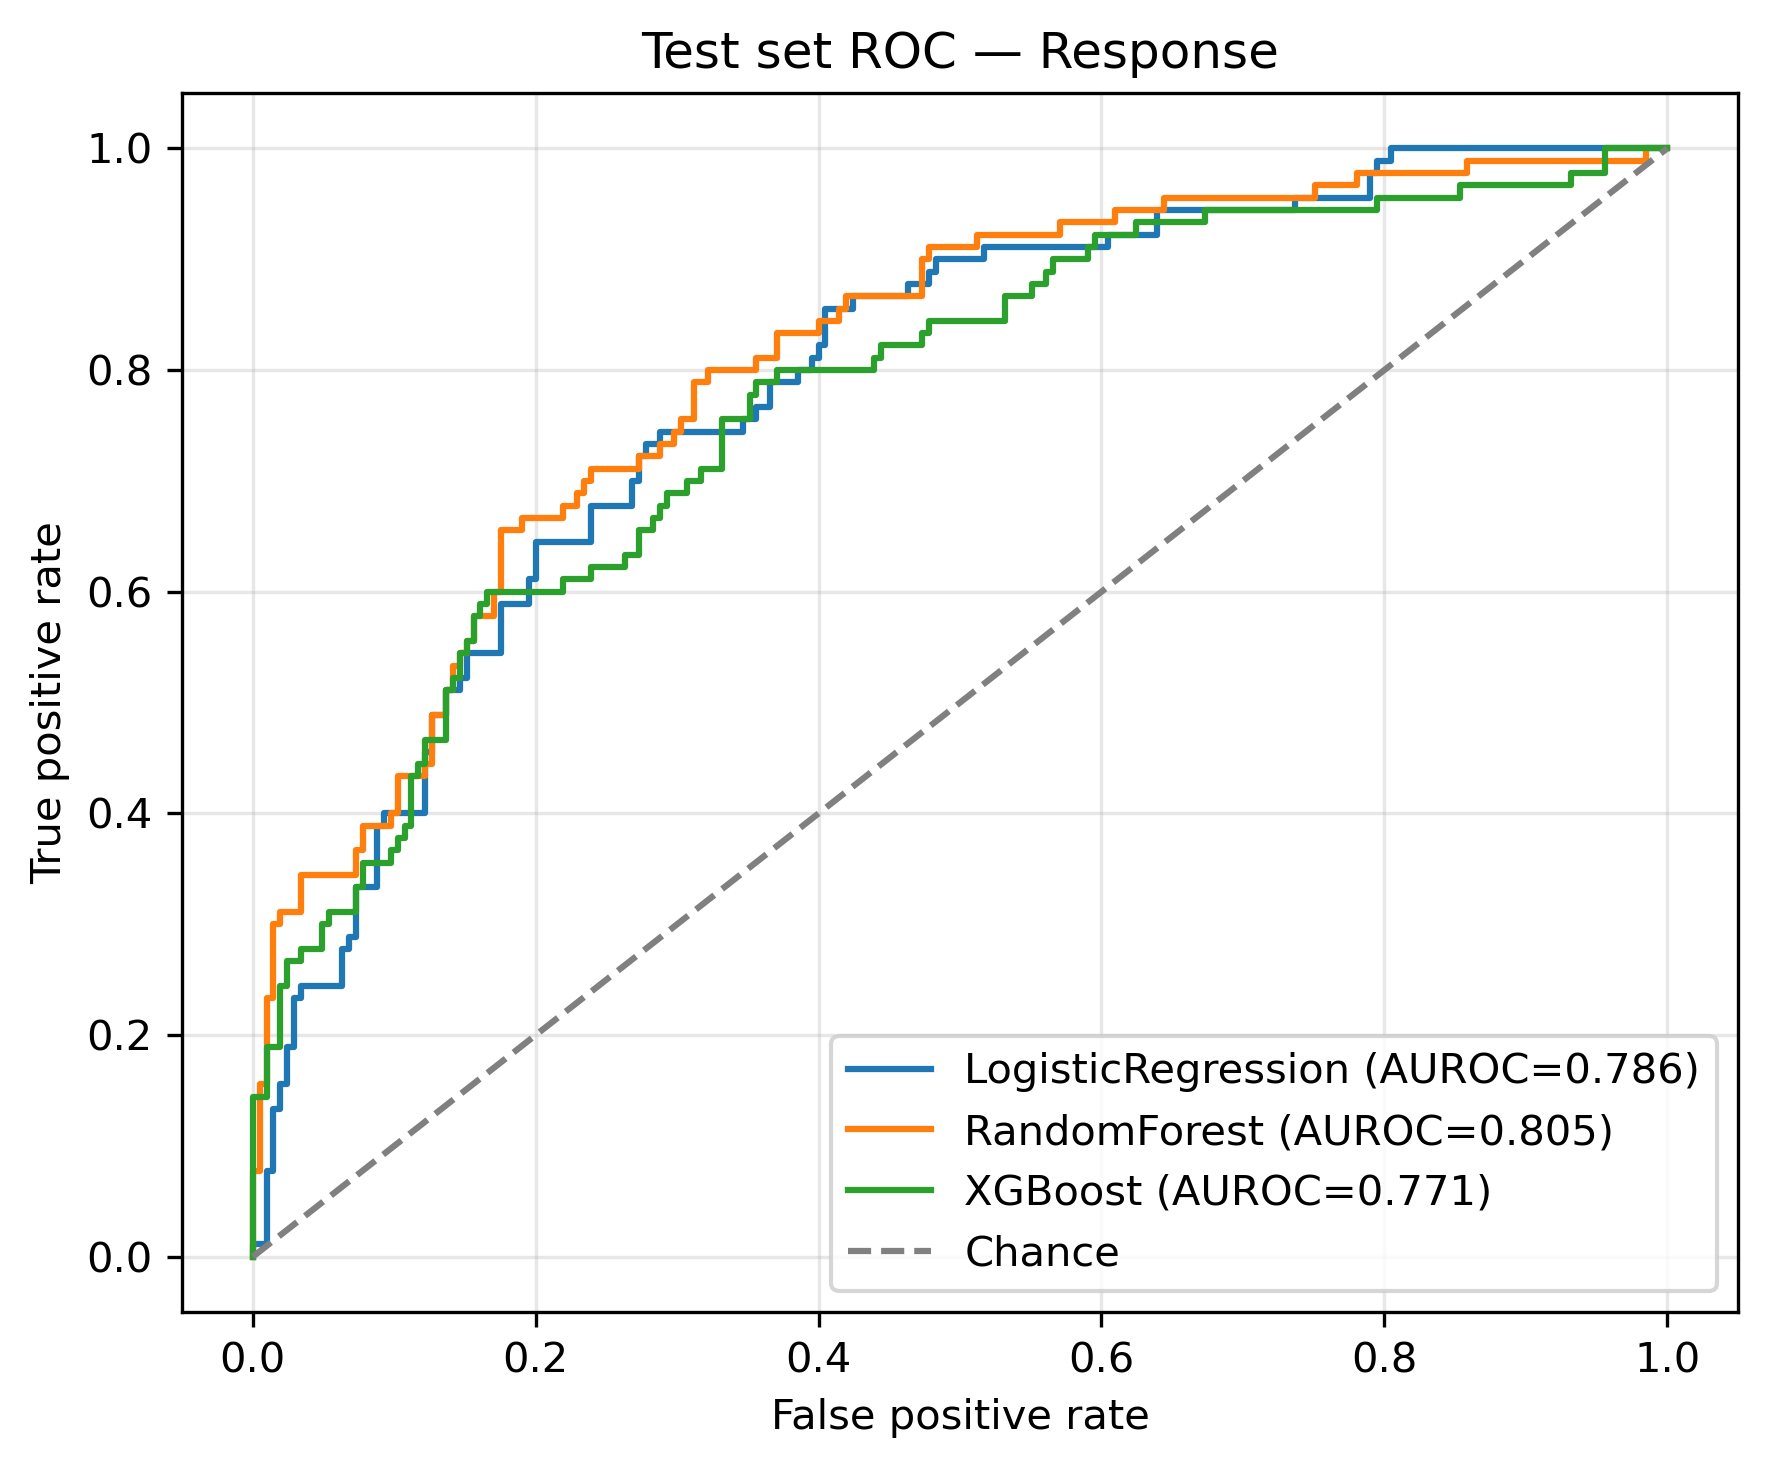 Test set ROC — Response
1.0
0.8
0.6
0.4
0.2
0.0
True positive rate
LogisticRegression (AUROC=0.786)
RandomForest (AUROC=0.805)
XGBoost (AUROC=0.771)
Chance
0.0 0.2 0.4 0.6 0.8 1.0
False positive rate